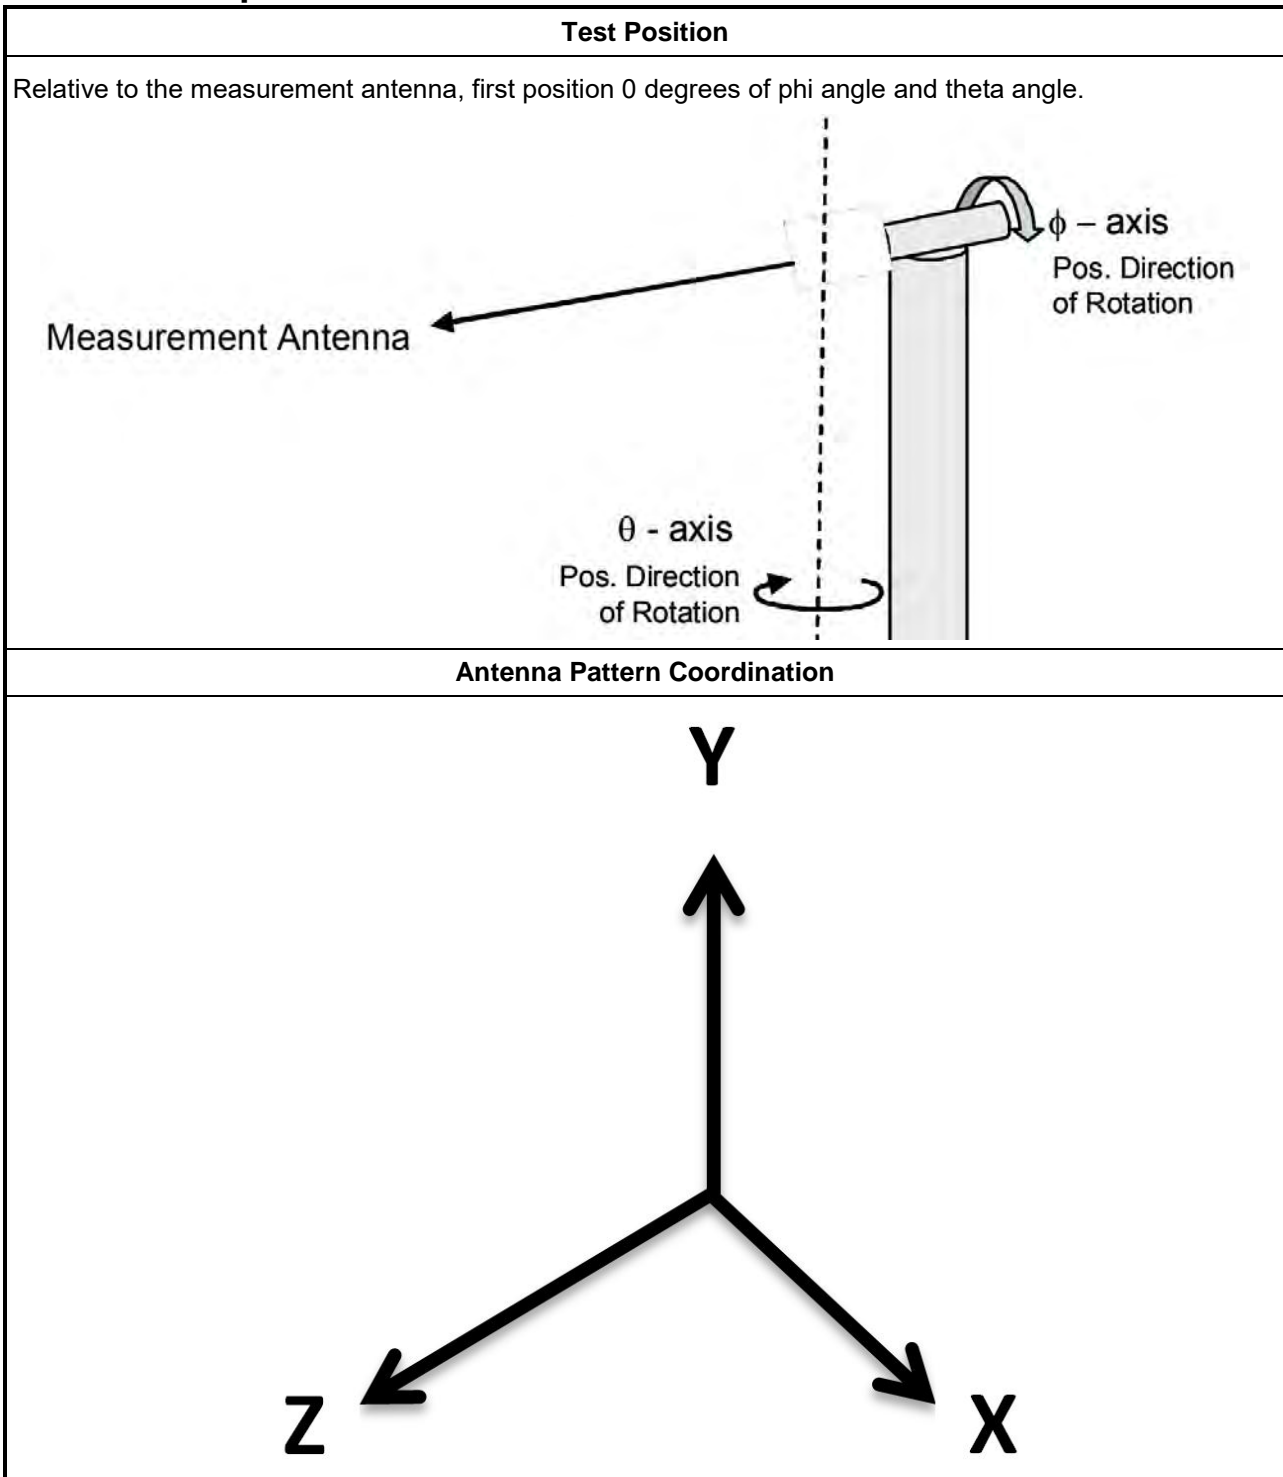 Test Position
Relative to the measurement antenna, first position 0 degrees of phi angle and theta angle.
ϕ – axis
Pos. Direction
of Rotation
Measurement Antenna
θ - axis
Pos. Direction
of Rotation
Antenna Pattern Coordination
Y
Z
X